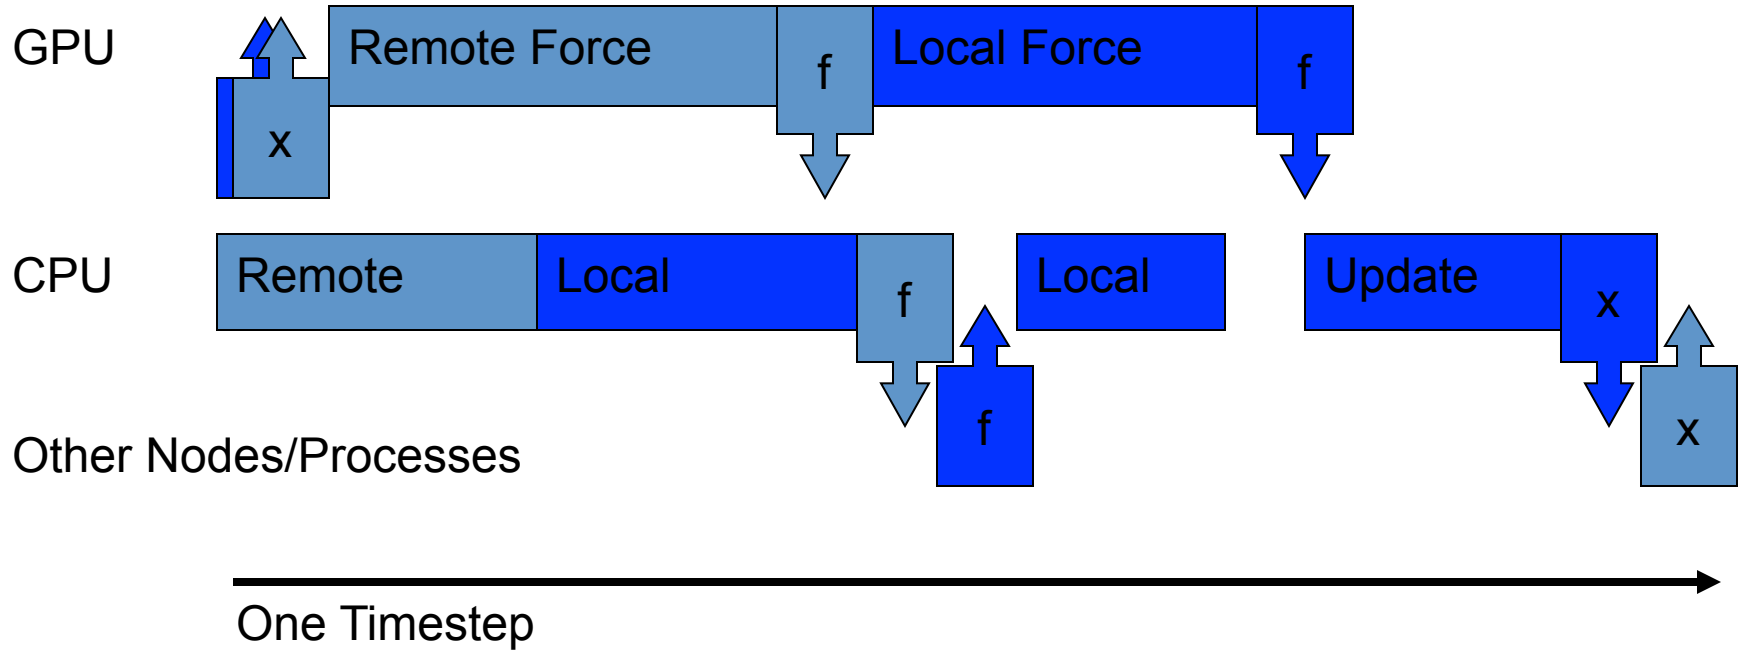 GPU
Remote Force
f
Local Force
f
x
CPU
Remote
Local
f
Local
Update
x
f
x
Other Nodes/Processes
One Timestep